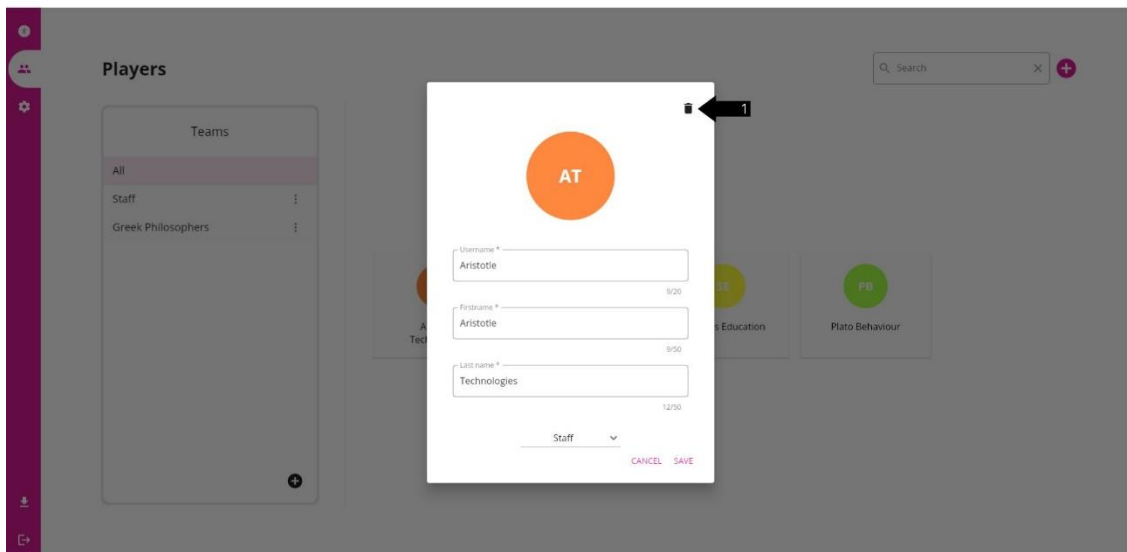 Players
Search
Teams
All
Staff
Greek Philosophers
1
AT
Username *
Aristotle
9/20
Firstname *
Aristotle
9/50
Last name *
Technologies
12/50
Staff
CANCEL SAVE
Education
PB
Plato Behaviour